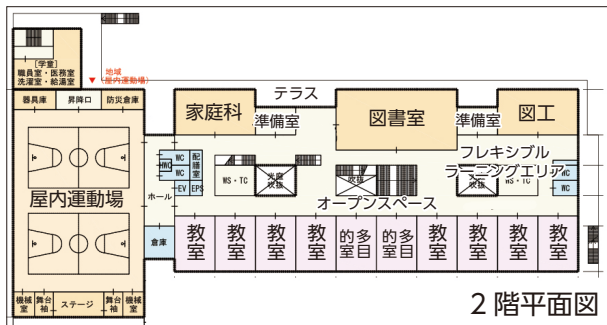 [学童]
職員室・医務室
洗濯室・給湯室
地域
(屋内運動場)
器具庫
昇降口
防災倉庫
屋内運動場
機械室
舞台袖
ステージ
舞台袖
機械室
ホール
倉庫
WC
HWC
WC
配膳室
EV
EPS
家庭科
準備室
テラス
図書室
準備室
図工
WS・TC
光庭
吹抜
吹抜
吹抜
WS・TC
フレキシブル
ラーニングエリア
WC
WC
オープンスペース
教室
教室
教室
教室
多目的室
多目的室
教室
教室
教室
教室
2階平面図